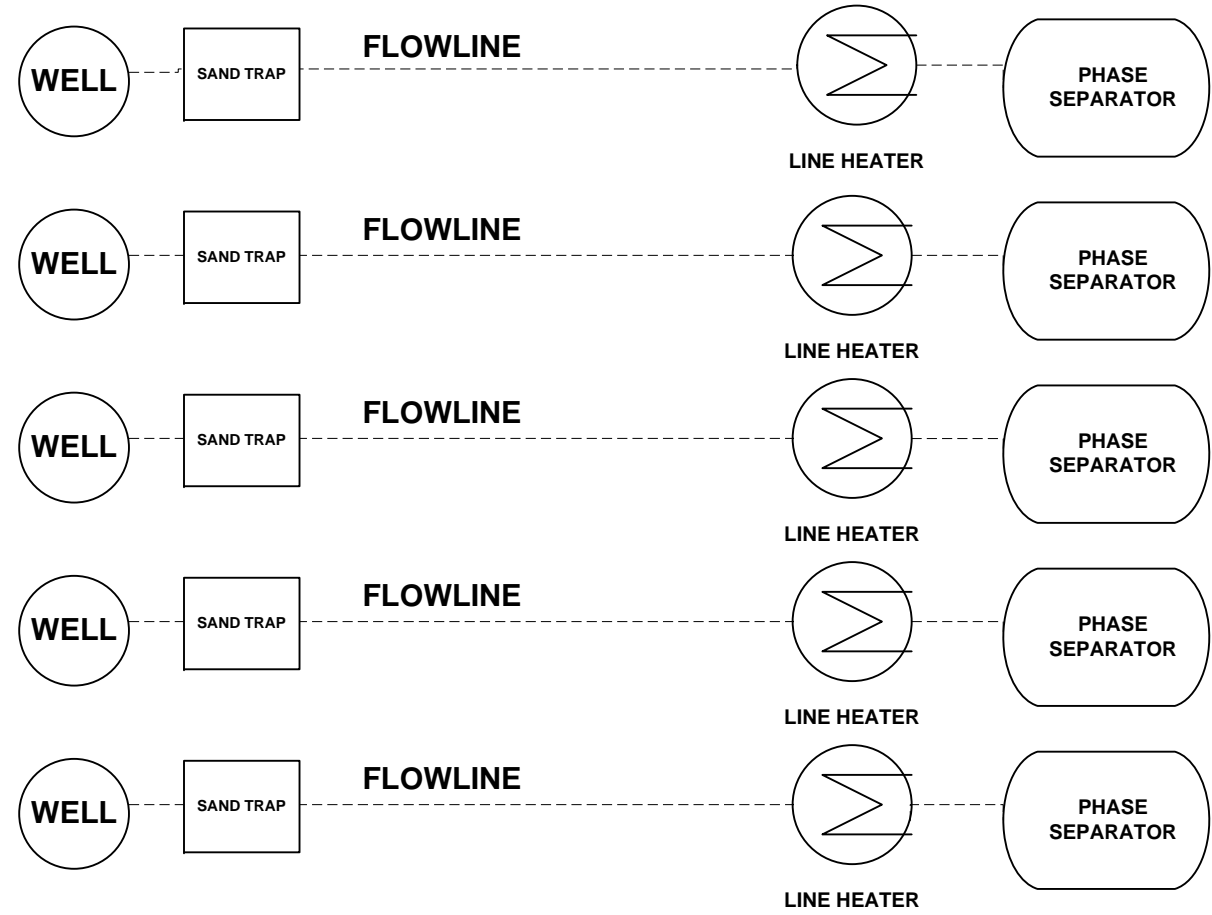 FLOWLINE
WELL
SAND TRAP
PHASE
SEPARATOR
LINE HEATER
FLOWLINE
WELL
SAND TRAP
PHASE
SEPARATOR
LINE HEATER
FLOWLINE
WELL
SAND TRAP
PHASE
SEPARATOR
LINE HEATER
FLOWLINE
WELL
SAND TRAP
PHASE
SEPARATOR
LINE HEATER
FLOWLINE
WELL
SAND TRAP
PHASE
SEPARATOR
LINE HEATER